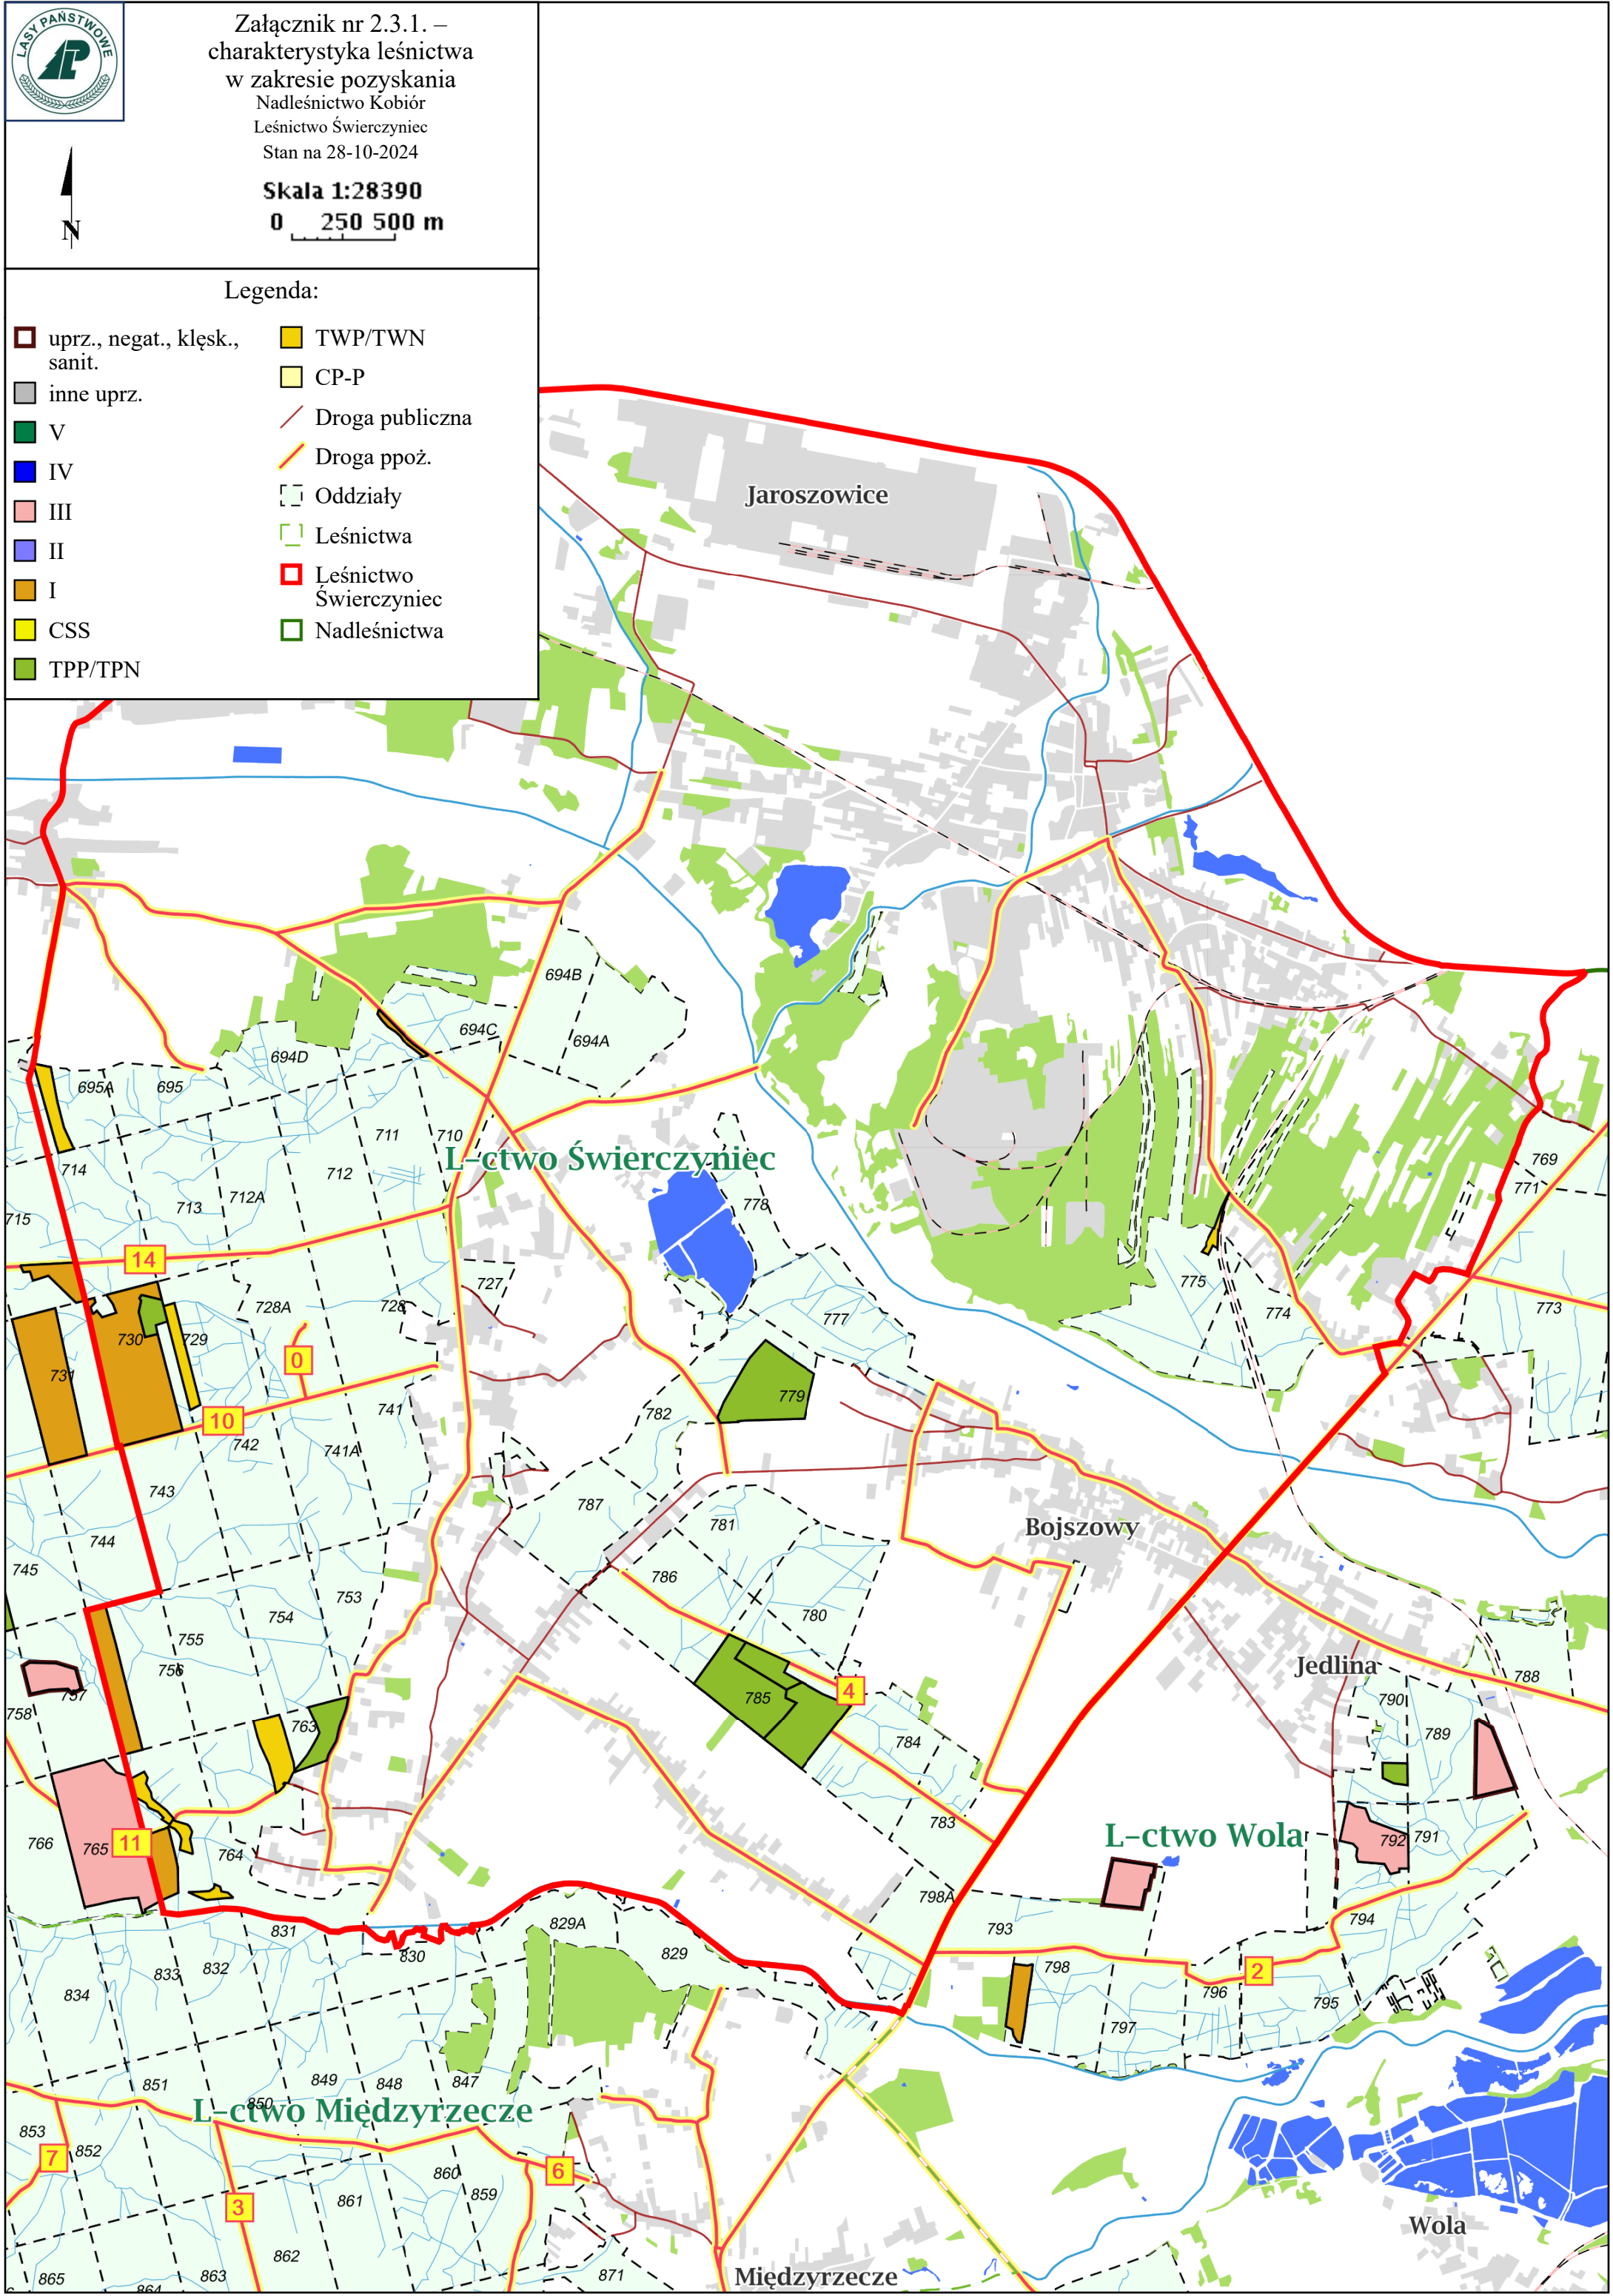 LASY PAŃSTWOWE
Załącznik nr 2.3.1. –
charakterystyka leśnictwa
w zakresie pozyskania
Nadleśnictwo Kobiór
Leśnictwo Świerczyniec
Stan na 28-10-2024
Skala 1:28390
0 250 500 m
N
Legenda:
uprz., negat., klęsk.,
sanit.
inne uprz.
V
IV
III
II
I
CSS
TPP/TPN
TWP/TWN
CP-P
Droga publiczna
Droga ppoż.
Oddziały
Leśnictwa
Leśnictwo
Świerczyniec
Nadleśnictwa
Jaroszowice
694B
694C
694A
694D
695A
695
711
710
L-ctwo Świerczyniec
714
712
769
771
712A
713
778
715
14
775
727
774
773
728A
728
777
730
729
0
731
779
10
741
782
742
741A
743
787
781
Bojszowy
744
745
786
753
754
780
755
756
Jedlina
788
757
785
4
790
758
763
789
784
783
11
766
765
764
L-ctwo Wola
792
791
798A
794
829A
793
831
829
830
798
2
833
832
796
834
795
797
851
849
848
847
850
L-ctwo Międzyrzecze
853
852
7
6
860
859
861
3
Wola
862
863
865
864
871
Międzyrzecze